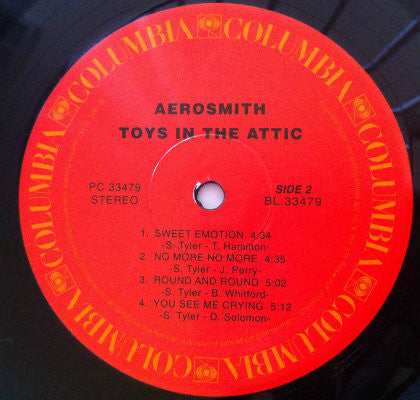 COLUMBIA COLUMBIA COLUMBIA COLUMBIA COLUMBIA COLUMBIA
AEROSMITH
TOYS IN THE ATTIC
PC 33479
STEREO
SIDE 2
BL 33479
1. SWEET EMOTION 4:34
-S. Tyler - T. Hamilton-
2. NO MORE NO MORE 4:35
-S. Tyler - J. Perry-
3. ROUND AND ROUND 5:02
-S. Tyler - B. Whitford-
4. YOU SEE ME CRYING 5:12
-S. Tyler - D. Solomon-